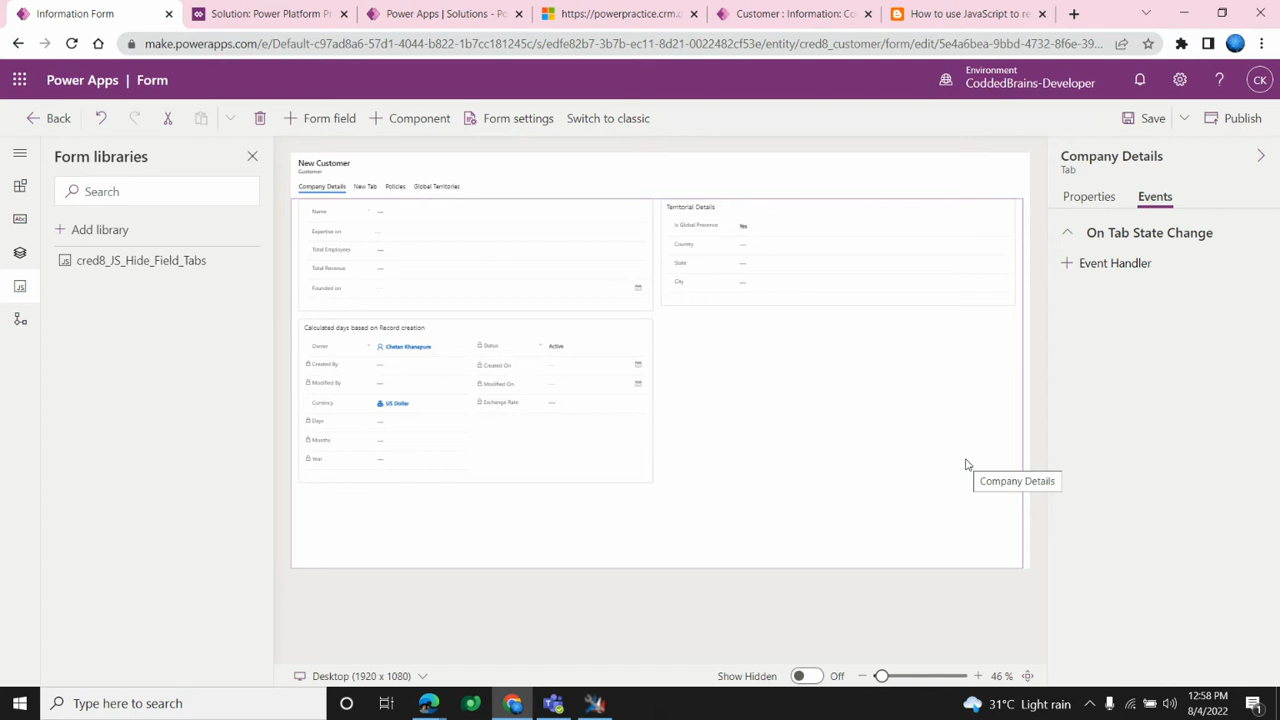 Information Form
Solution: Power Platform Pr
Power Apps | Solutions - P
https://powerpractice.crm.o
Customer : Information: Co
How to use JavaScript to re
make.powerapps.com/e/Default-c97ad8a6-57d1-4044-b822-1b7ca181245c/s/edfe82b7-3b7b-ec11-8d21-0022482cf53e/entity/cred8_customer/form/edit/5e4a6bea-9bbd-4732-8f6e-39...
Power Apps | Form
Environment
CoddedBrains-Developer
CK
Back
Form field
Component
Form settings
Switch to classic
Save
Publish
Form libraries
Search
Add library
cred8_JS_Hide_Field_Tabs
New Customer
Customer
Company Details
New Tab
Policies
Global Territories
Name * ---
Expertise on ---
Total Employees ---
Total Revenue ---
Founded on ---
Territorial Details
Is Global Presence Yes
Country ---
State ---
City ---
Calculated days based on Record creation
Owner * Chetan Khanapure
Status * Active
Created By ---
Created On ---
Modified By ---
Modified On ---
Currency US Dollar
Exchange Rate ---
Days ---
Months ---
Year ---
Company Details
Company Details
Tab
Properties
Events
On Tab State Change
Event Handler
Desktop (1920 x 1080)
Show Hidden
Off
46 %
Type here to search
31°C Light rain
12:58 PM
8/4/2022